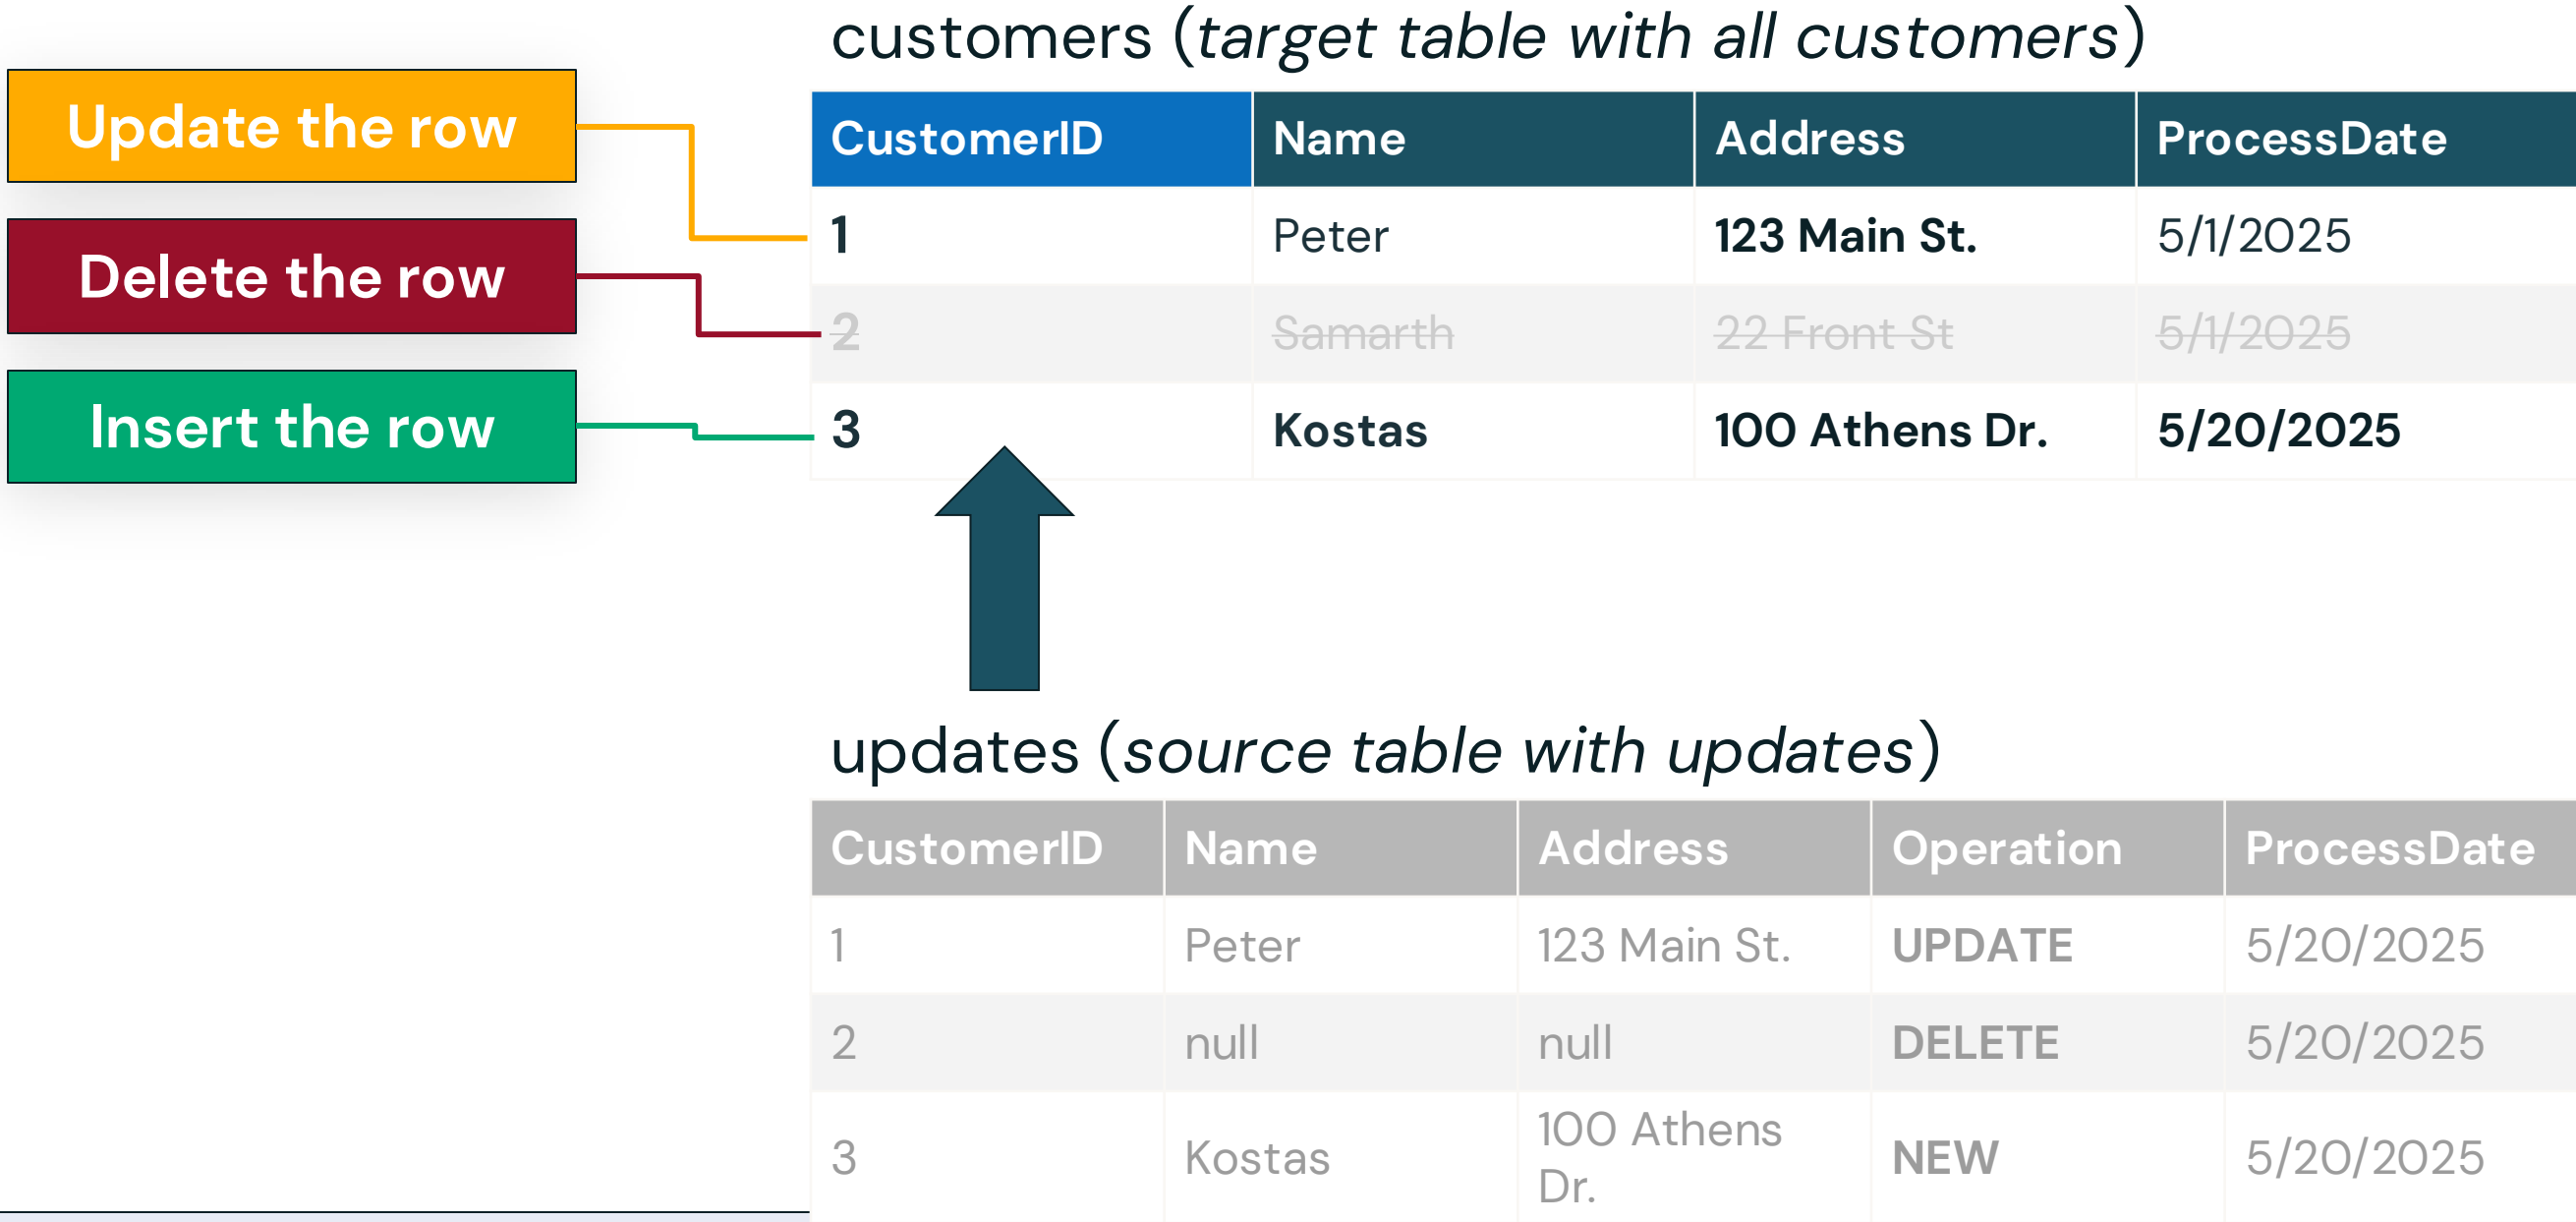 customers (target table with all customers)
Update the row
Delete the row
Insert the row
CustomerID Name Address ProcessDate
1 Peter 123 Main St. 5/1/2025
2 Samarth 22 Front St 5/1/2025
3 Kostas 100 Athens Dr. 5/20/2025
updates (source table with updates)
CustomerID Name Address Operation ProcessDate
1 Peter 123 Main St. UPDATE 5/20/2025
2 null null DELETE 5/20/2025
3 Kostas 100 Athens NEW 5/20/2025
Dr.